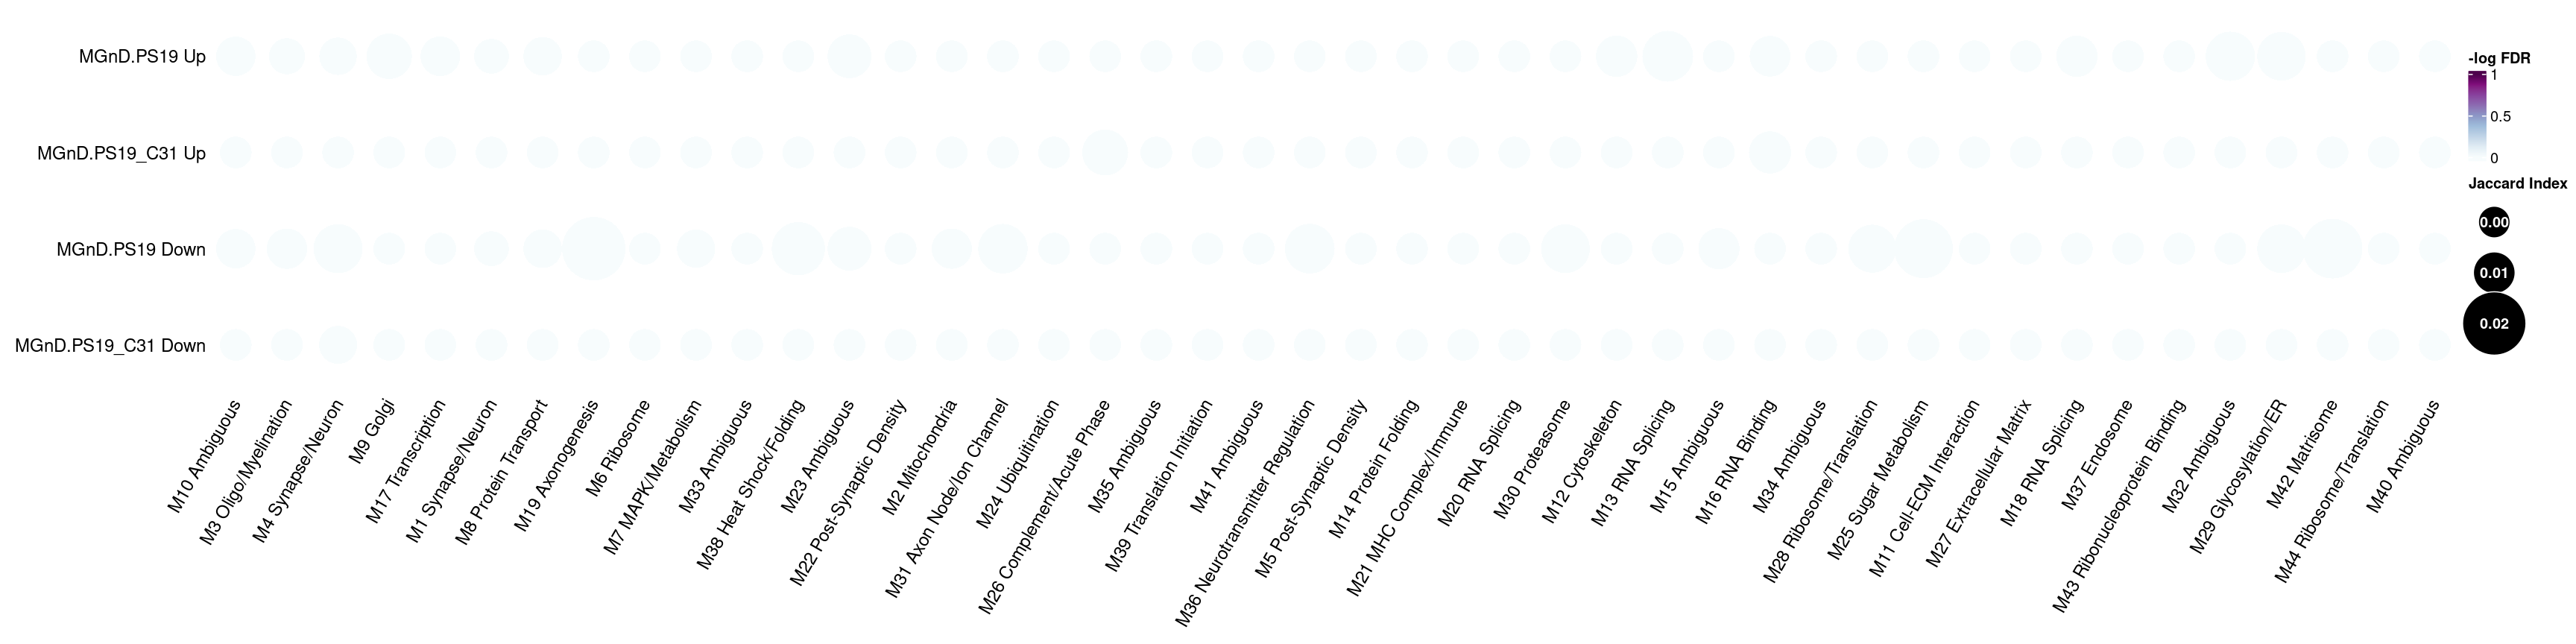 MGnD.PS19 Up
MGnD.PS19_C31 Up
MGnD.PS19 Down
MGnD.PS19_C31 Down
M10 Ambiguous
M3 Oligo/Myelination
M4 Synapse/Neuron
M9 Golgi
M17 Transcription
M1 Synapse/Neuron
M8 Protein Transport
M19 Axonogenesis
M6 Ribosome
M7 MAPK/Metabolism
M33 Ambiguous
M38 Heat Shock/Folding
M23 Ambiguous
M22 Post-Synaptic Density
M2 Mitochondria
M31 Axon Node/Ion Channel
M24 Ubiquitination
M26 Complement/Acute Phase
M35 Ambiguous
M39 Translation Initiation
M41 Ambiguous
M36 Neurotransmitter Regulation
M5 Post-Synaptic Density
M14 Protein Folding
M21 MHC Complex/Immune
M20 RNA Splicing
M30 Proteasome
M12 Cytoskeleton
M13 RNA Splicing
M15 Ambiguous
M16 RNA Binding
M34 Ambiguous
M28 Ribosome/Translation
M25 Sugar Metabolism
M11 Cell-ECM Interaction
M27 Extracellular Matrix
M18 RNA Splicing
M37 Endosome
M43 Ribonucleoprotein Binding
M32 Ambiguous
M29 Glycosylation/ER
M42 Matrisome
M44 Ribosome/Translation
M40 Ambiguous
-log FDR
1
0.5
0
Jaccard Index
0.00
0.01
0.02